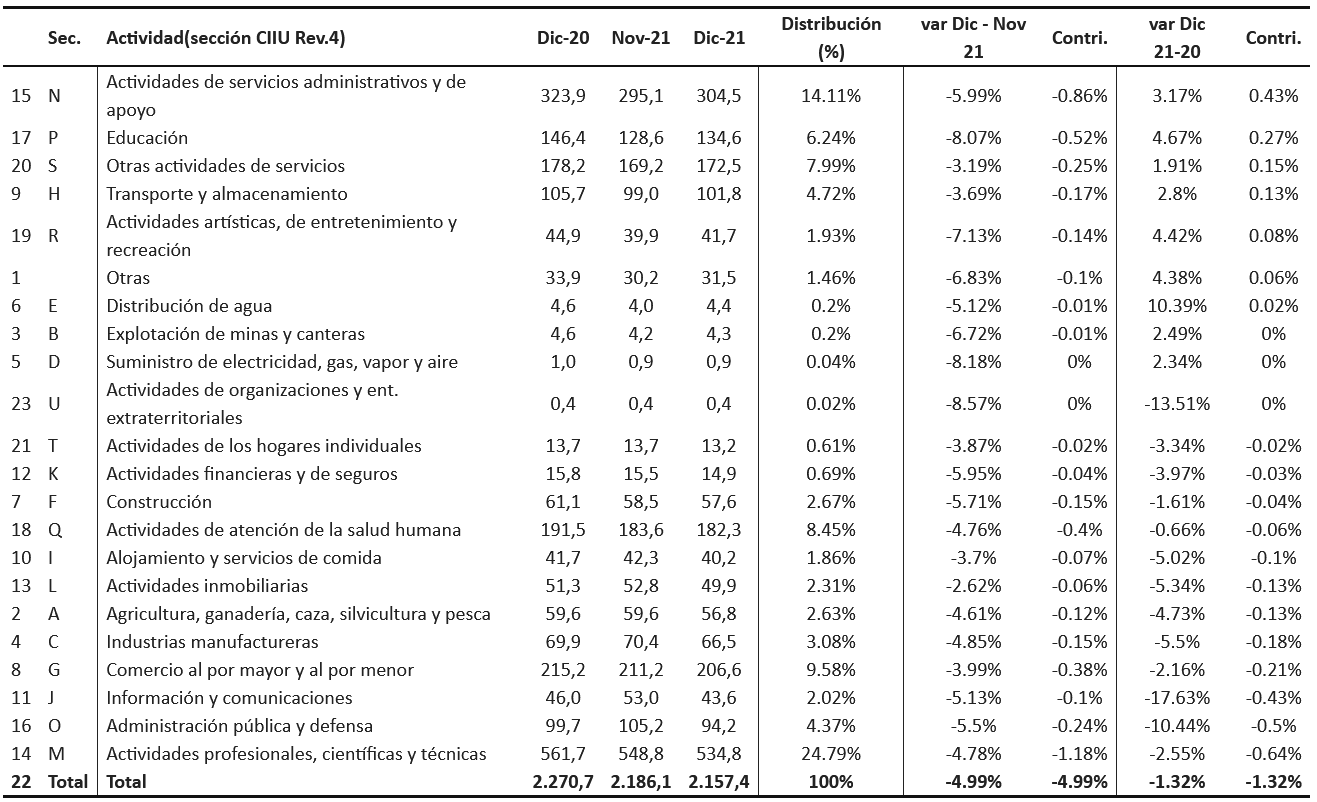 Sec. Actividad(sección CIIU Rev.4) Dic-20 Nov-21 Dic-21 Distribución (%) var Dic - Nov 21 Contri. var Dic 21-20 Contri.
15 N Actividades de servicios administrativos y de apoyo 323,9 295,1 304,5 14.11% -5.99% -0.86% 3.17% 0.43%
17 P Educación 146,4 128,6 134,6 6.24% -8.07% -0.52% 4.67% 0.27%
20 S Otras actividades de servicios 178,2 169,2 172,5 7.99% -3.19% -0.25% 1.91% 0.15%
9 H Transporte y almacenamiento 105,7 99,0 101,8 4.72% -3.69% -0.17% 2.8% 0.13%
19 R Actividades artísticas, de entretenimiento y recreación 44,9 39,9 41,7 1.93% -7.13% -0.14% 4.42% 0.08%
1 Otras 33,9 30,2 31,5 1.46% -6.83% -0.1% 4.38% 0.06%
6 E Distribución de agua 4,6 4,0 4,4 0.2% -5.12% -0.01% 10.39% 0.02%
3 B Explotación de minas y canteras 4,6 4,2 4,3 0.2% -6.72% -0.01% 2.49% 0%
5 D Suministro de electricidad, gas, vapor y aire 1,0 0,9 0,9 0.04% -8.18% 0% 2.34% 0%
23 U Actividades de organizaciones y ent. extraterritoriales 0,4 0,4 0,4 0.02% -8.57% 0% -13.51% 0%
21 T Actividades de los hogares individuales 13,7 13,7 13,2 0.61% -3.87% -0.02% -3.34% -0.02%
12 K Actividades financieras y de seguros 15,8 15,5 14,9 0.69% -5.95% -0.04% -3.97% -0.03%
7 F Construcción 61,1 58,5 57,6 2.67% -5.71% -0.15% -1.61% -0.04%
18 Q Actividades de atención de la salud humana 191,5 183,6 182,3 8.45% -4.76% -0.4% -0.66% -0.06%
10 I Alojamiento y servicios de comida 41,7 42,3 40,2 1.86% -3.7% -0.07% -5.02% -0.1%
13 L Actividades inmobiliarias 51,3 52,8 49,9 2.31% -2.62% -0.06% -5.34% -0.13%
2 A Agricultura, ganadería, caza, silvicultura y pesca 59,6 59,6 56,8 2.63% -4.61% -0.12% -4.73% -0.13%
4 C Industrias manufactureras 69,9 70,4 66,5 3.08% -4.85% -0.15% -5.5% -0.18%
8 G Comercio al por mayor y al por menor 215,2 211,2 206,6 9.58% -3.99% -0.38% -2.16% -0.21%
11 J Información y comunicaciones 46,0 53,0 43,6 2.02% -5.13% -0.1% -17.63% -0.43%
16 O Administración pública y defensa 99,7 105,2 94,2 4.37% -5.5% -0.24% -10.44% -0.5%
14 M Actividades profesionales, científicas y técnicas 561,7 548,8 534,8 24.79% -4.78% -1.18% -2.55% -0.64%
22 Total Total 2.270,7 2.186,1 2.157,4 100% -4.99% -4.99% -1.32% -1.32%